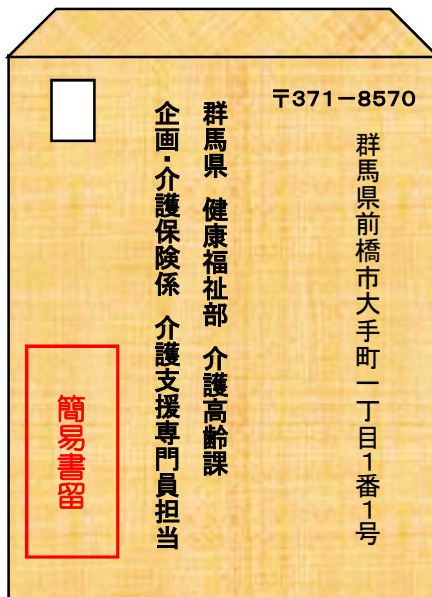 〒371－8570
群馬県前橋市大手町一丁目１番１号
群馬県　健康福祉部　介護高齢課
企画・介護保険係　介護支援専門員担当
簡易書留